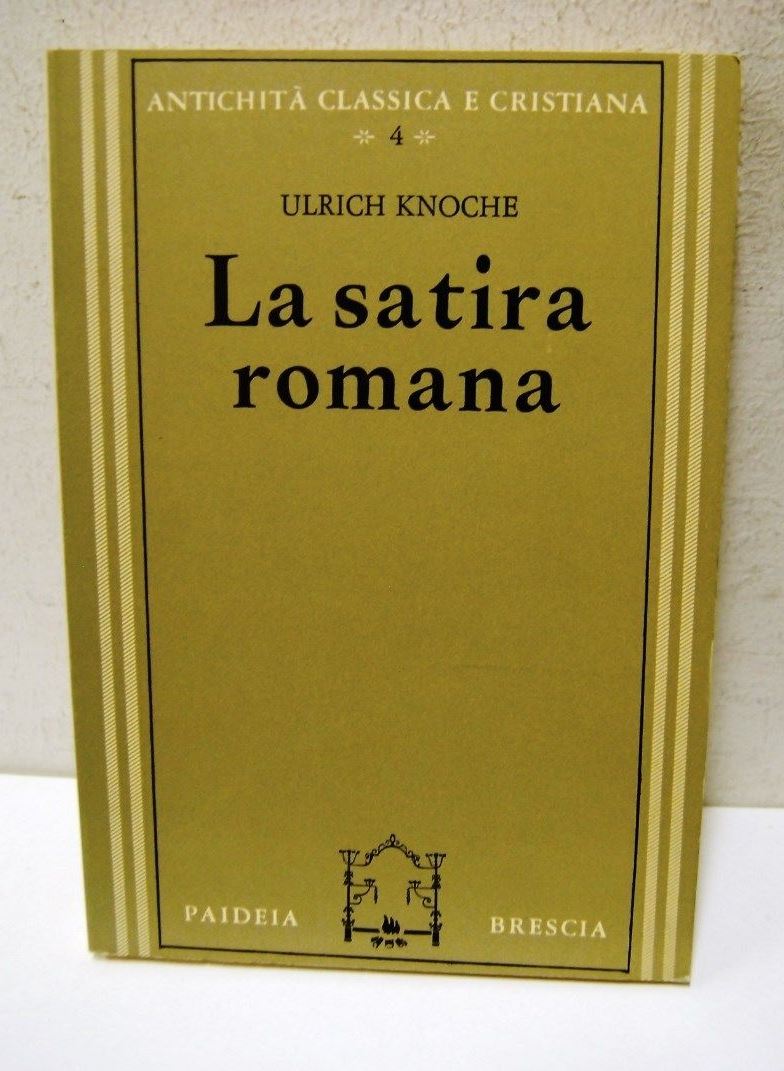 ANTICHITÀ CLASSICA E CRISTIANA
4
ULRICH KNOCHE
La satira
romana
PAIDEIA BRESCIA